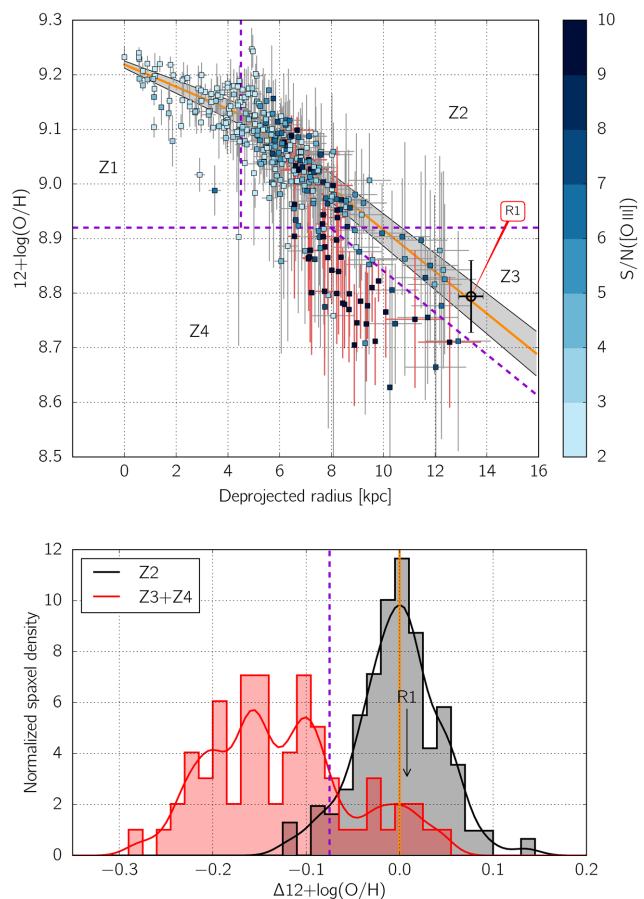 9.3
9.2
9.1
9.0
8.9
8.8
8.7
8.6
8.5
12+log(O/H)
Z1
Z2
Z3
Z4
R1
0 2 4 6 8 10 12 14 16
Deprojected radius [kpc]
10
9
8
7
6
5
4
3
2
S/N([OIII])
12
10
8
6
4
2
0
Normalized spaxel density
Z2
Z3+Z4
R1
−0.3 −0.2 −0.1 0.0 0.1 0.2
Δ12+log(O/H)